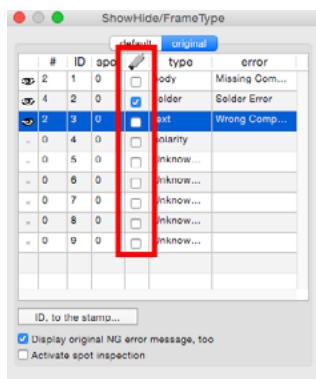 ShowHide/FrameType
default original
# ID spo type error
2 1 0 body Missing Com...
4 2 0 solder Solder Error
2 3 0 text Wrong Comp...
0 4 0 polarity
0 5 0 Unknow...
0 6 0 Unknow...
0 7 0 Unknow...
0 8 0 Unknow...
0 9 0 Unknow...
ID. to the stamp...
Display original NG error message, too
Activate spot inspection